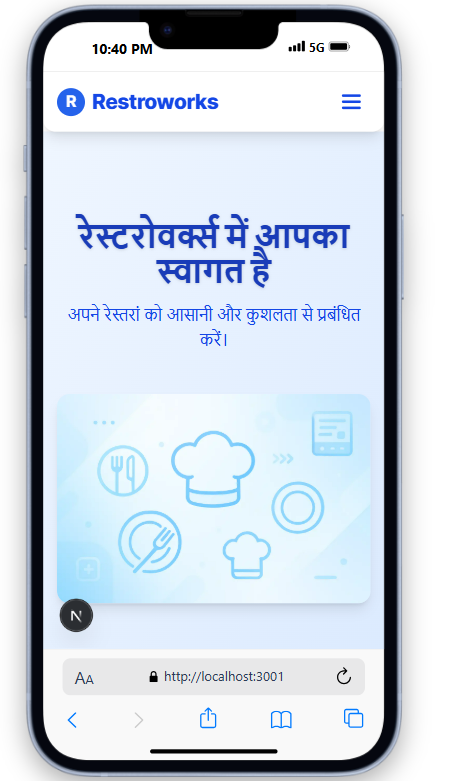 10:40 PM 5G
R Restroworks
रेस्टरोवर्क्स में आपका
स्वागत है
अपने रेस्तरां को आसानी और कुशलता से प्रबंधित
करें।
N
AA http://localhost:3001